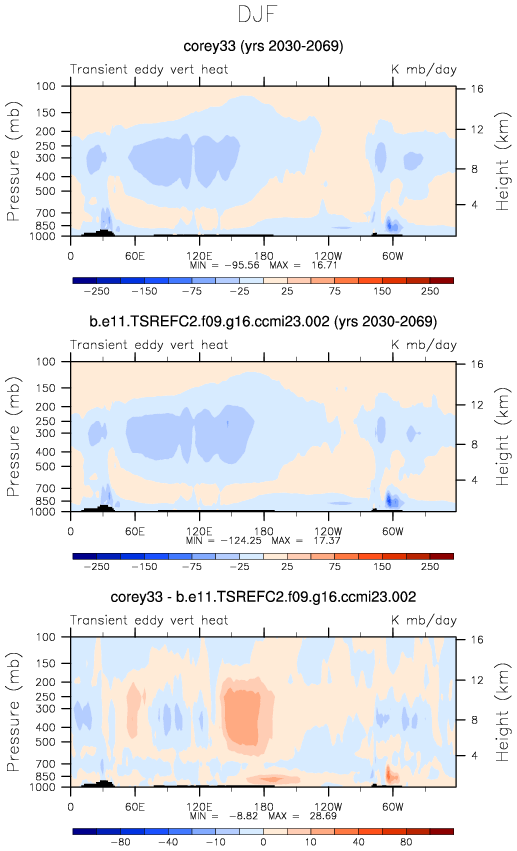 DJF
corey33 (yrs 2030-2069)
Transient eddy vert heat K mb/day
Pressure (mb)
100
150
200
250
300
400
500
700
850
1000
16
12
8
4
Height (km)
0 60E 120E 180 120W 60W
MIN = -95.56 MAX = 16.71
-250 -150 -75 -25 25 75 150 250
b.e11.TSREFC2.f09.g16.ccmi23.002 (yrs 2030-2069)
Transient eddy vert heat K mb/day
Pressure (mb)
100
150
200
250
300
400
500
700
850
1000
16
12
8
4
Height (km)
0 60E 120E 180 120W 60W
MIN = -124.25 MAX = 17.37
-250 -150 -75 -25 25 75 150 250
corey33 - b.e11.TSREFC2.f09.g16.ccmi23.002
Transient eddy vert heat K mb/day
Pressure (mb)
100
150
200
250
300
400
500
700
850
1000
16
12
8
4
Height (km)
0 60E 120E 180 120W 60W
MIN = -8.82 MAX = 28.69
-80 -40 -10 0 10 40 80